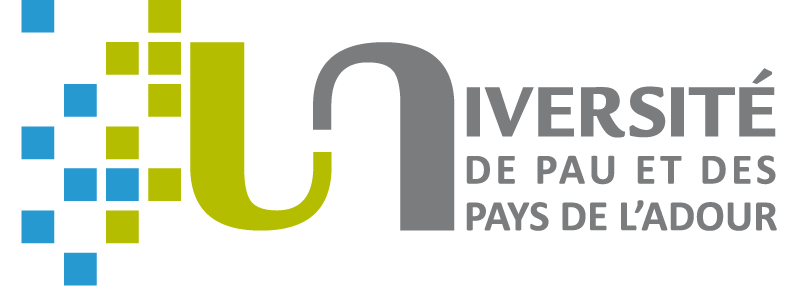 UNIVERSITÉ
DE PAU ET DES
PAYS DE L'ADOUR